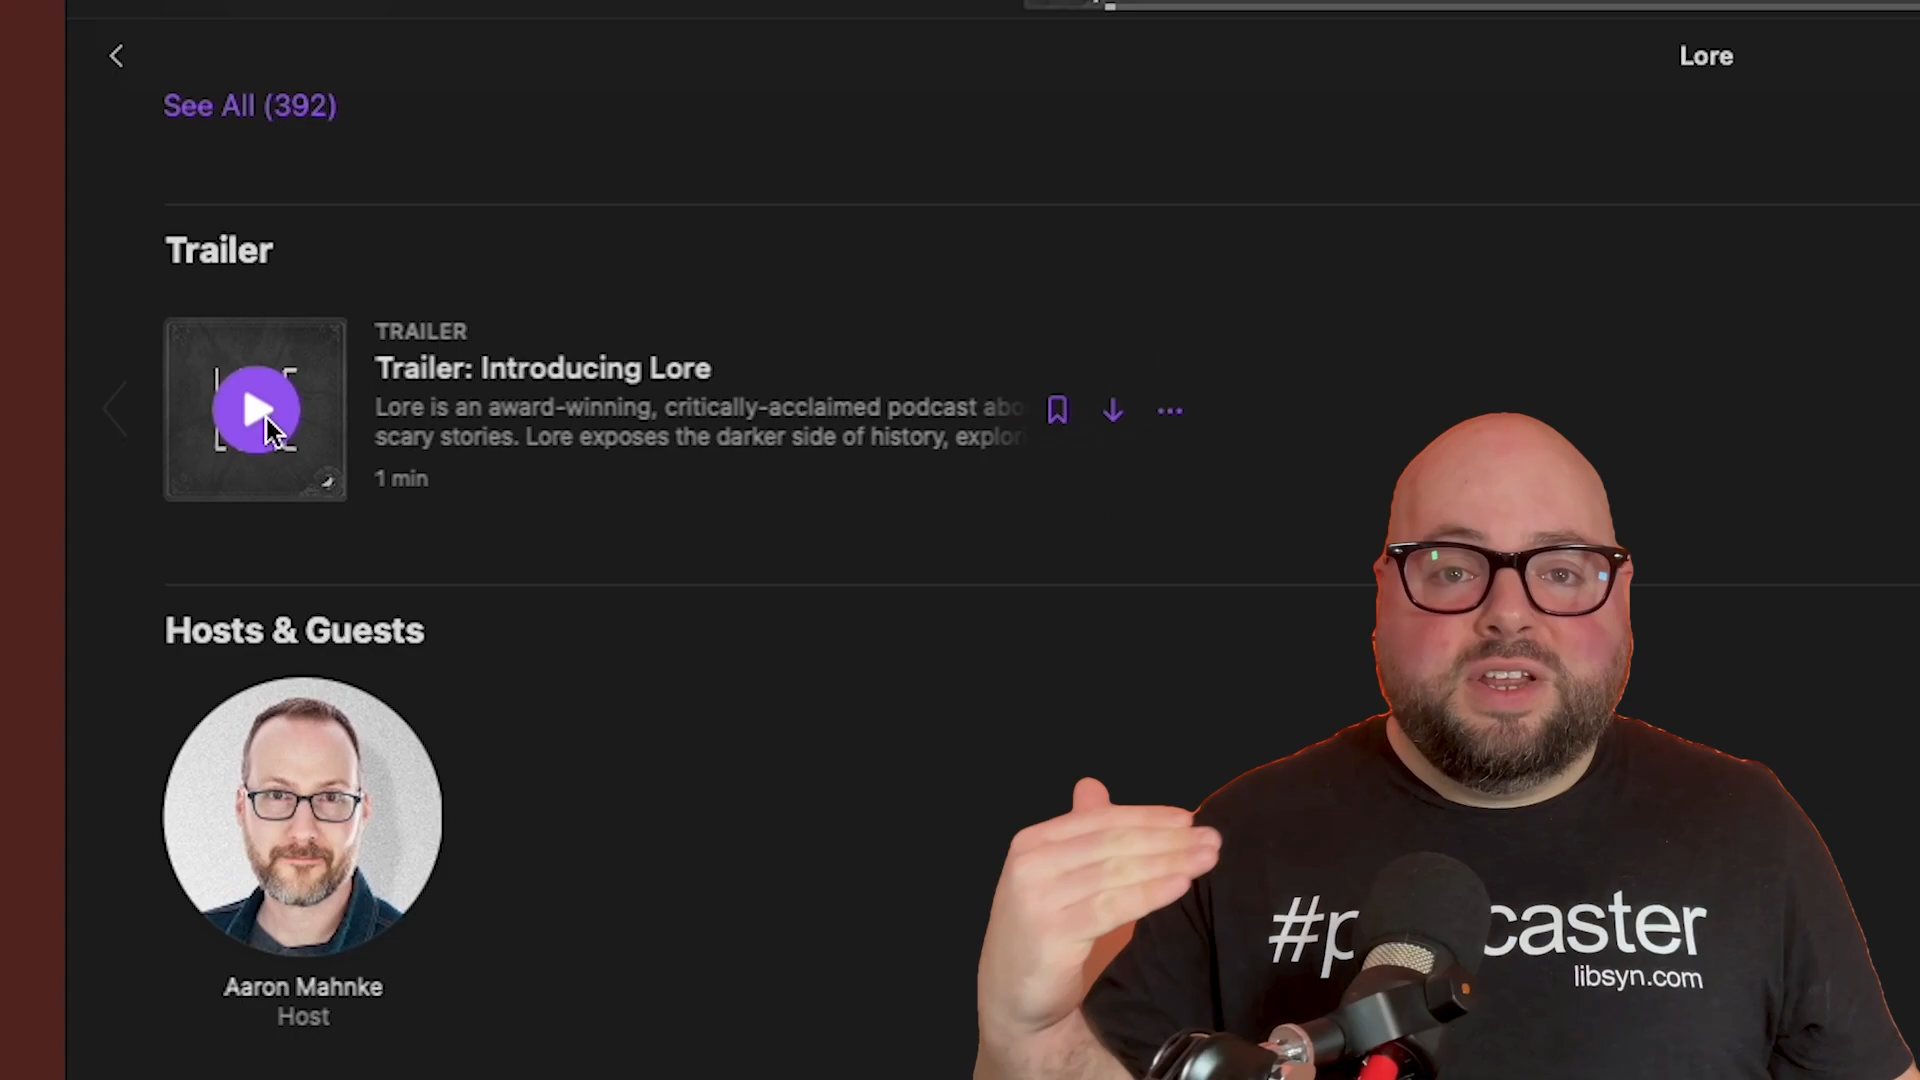 Lore
See All (392)
Trailer
TRAILER
Trailer: Introducing Lore
Lore is an award-winning, critically-acclaimed podcast abo
scary stories. Lore exposes the darker side of history, explori
1 min
Hosts & Guests
Aaron Mahnke
Host
#p caster
libsyn.com